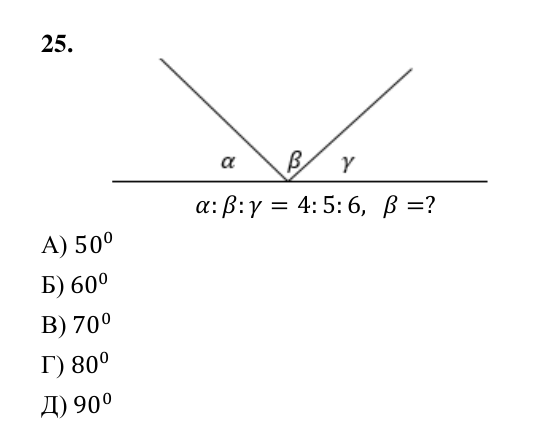 25.
α β γ
α: β: γ = 4: 5: 6, β =?
А) 50⁰
Б) 60⁰
В) 70⁰
Г) 80⁰
Д) 90⁰